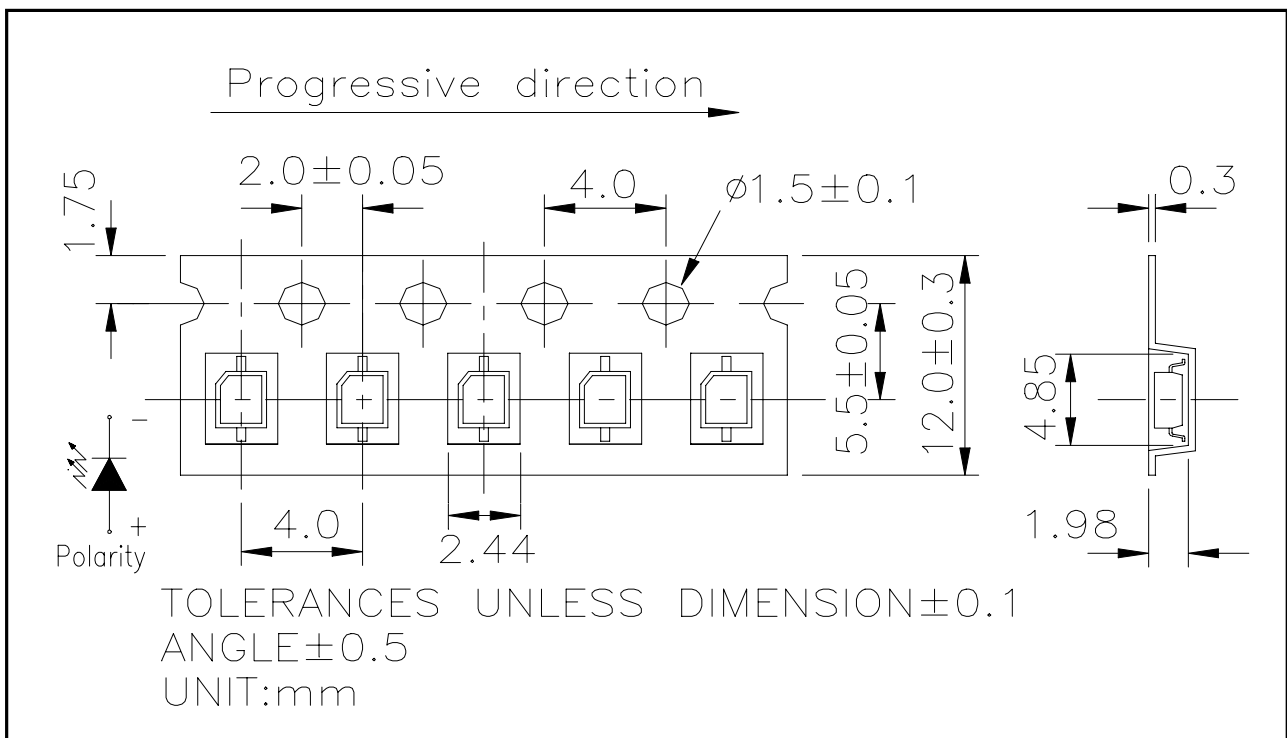 Progressive direction
2.0±0.05
4.0
ø1.5±0.1
0.3
1.75
5.5±0.05
12.0±0.3
4.85
-
+
Polarity
4.0
2.44
1.98
TOLERANCES UNLESS DIMENSION±0.1
ANGLE±0.5
UNIT:mm